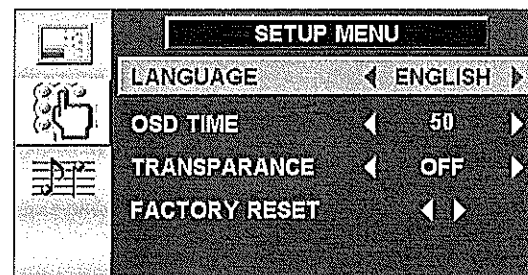 SETUP MENU
LANGUAGE ENGLISH
OSD TIME 50
TRANSPARANCE OFF
FACTORY RESET